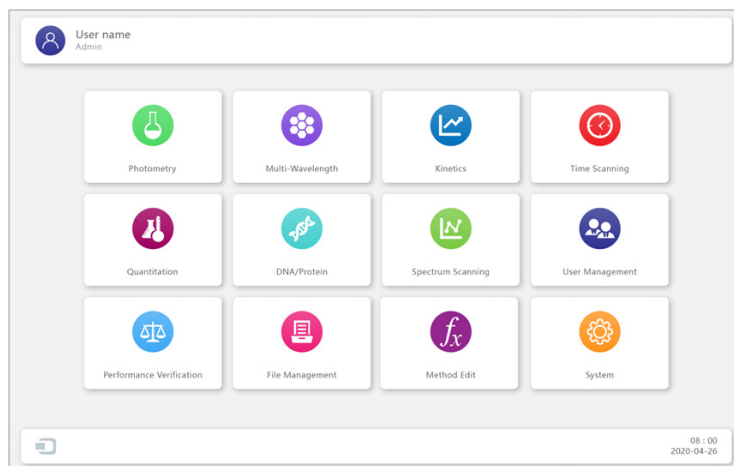 User name
Admin
Photometry
Multi-Wavelength
Kinetics
Time Scanning
Quantitation
DNA/Protein
Spectrum Scanning
User Management
Performance Verification
File Management
fx
Method Edit
System
08 : 00
2020-04-26